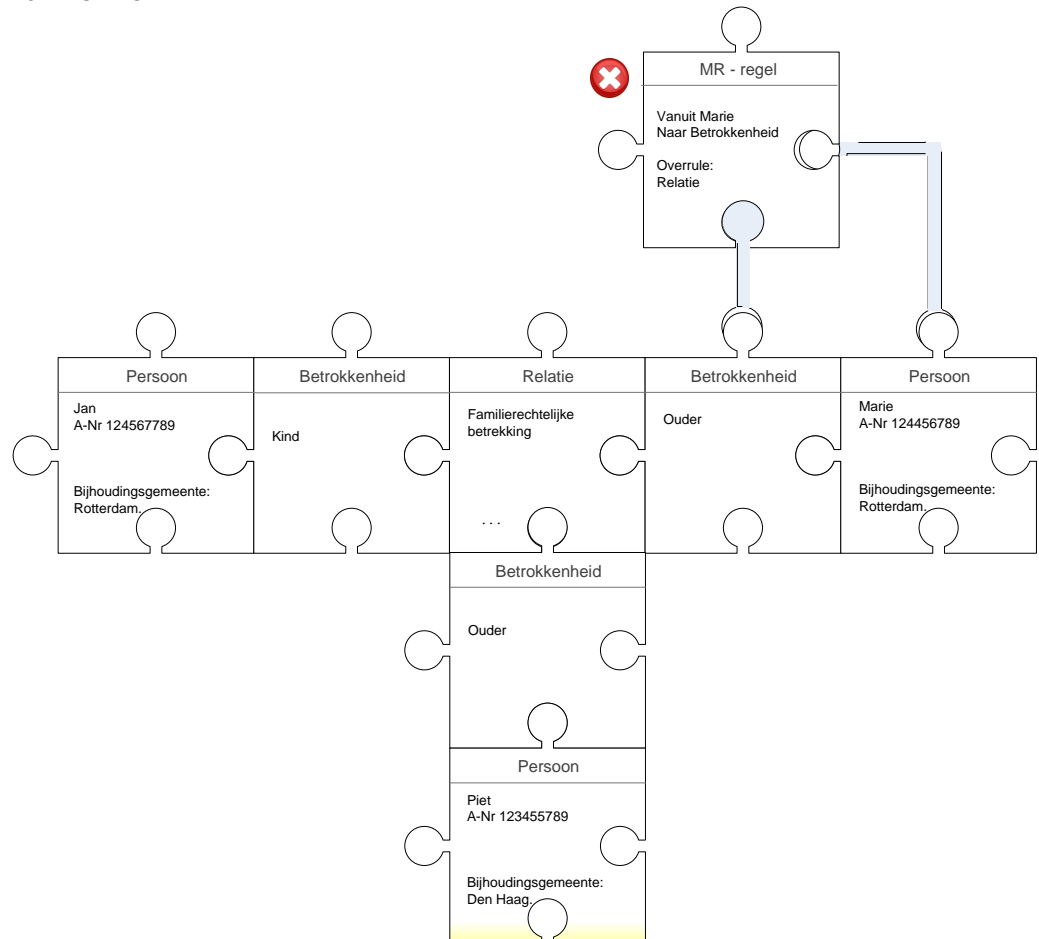 MR - regel
Vanuit Marie
Naar Betrokkenheid
Overrule:
Relatie
Persoon
Jan
A-Nr 124567789
Bijhoudingsgemeente:
Rotterdam.
Betrokkenheid
Kind
Relatie
Familierechtelijke
betrekking
. . .
Betrokkenheid
Ouder
Persoon
Marie
A-Nr 124456789
Bijhoudingsgemeente:
Rotterdam.
Betrokkenheid
Ouder
Persoon
Piet
A-Nr 123455789
Bijhoudingsgemeente:
Den Haag.